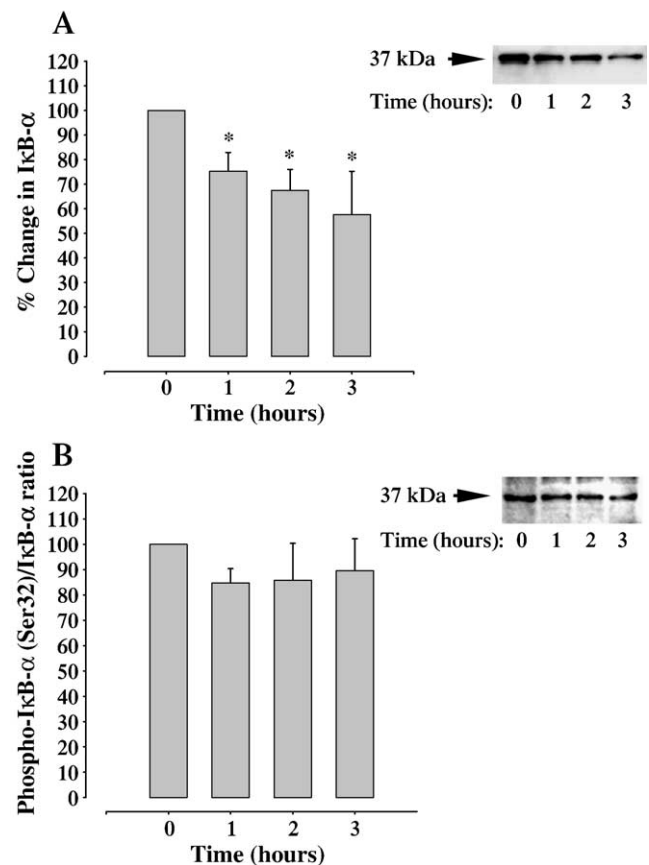 A
37 kDa
Time (hours): 0 1 2 3
% Change in IκB-α
120
110
100
90
80
70
60
50
40
30
20
10
0
* * *
0 1 2 3
Time (hours)
B
37 kDa
Time (hours): 0 1 2 3
Phospho-IκB-α (Ser32)/IκB-α ratio
120
110
100
90
80
70
60
50
40
30
20
10
0
0 1 2 3
Time (hours)